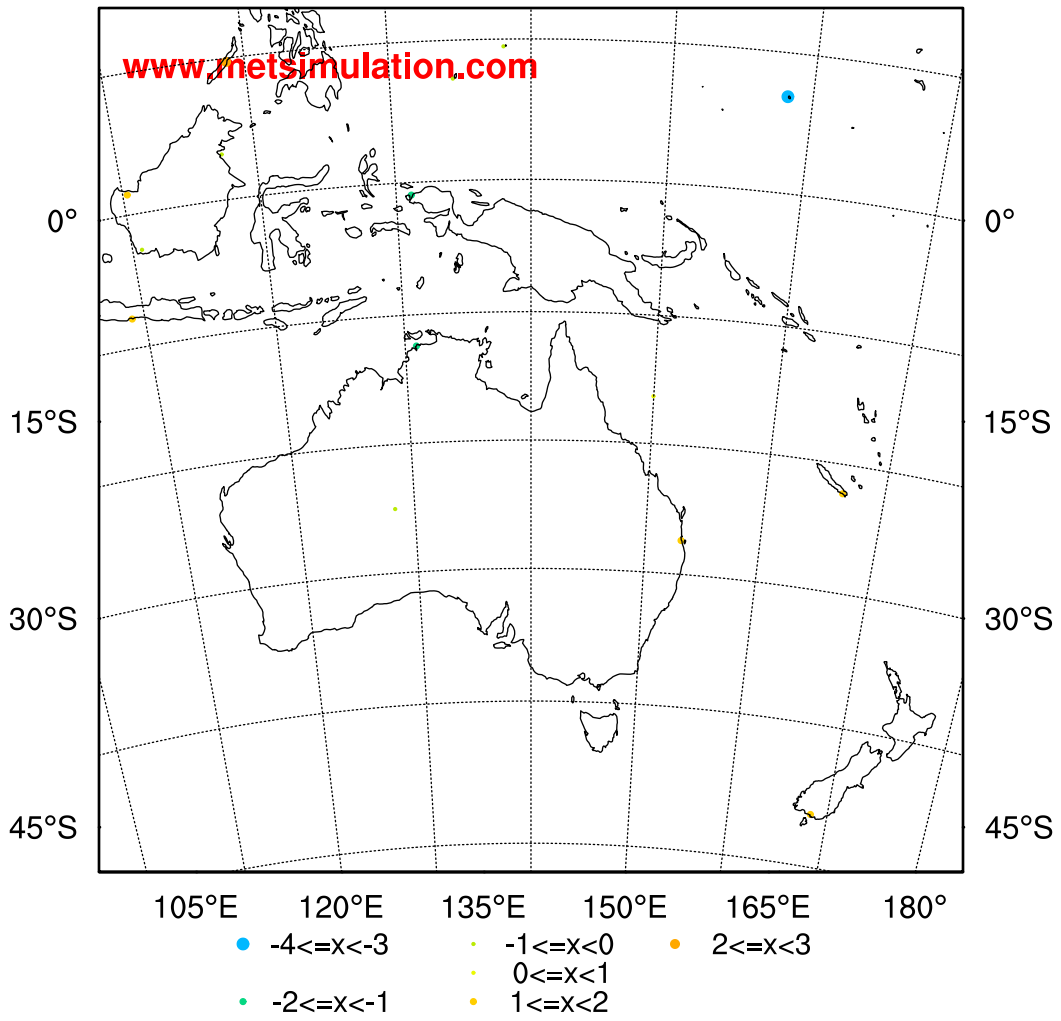 www.metsimulation.com
0° 0°
15°S 15°S
30°S 30°S
45°S 45°S
105°E 120°E 135°E 150°E 165°E 180°
-4<=x<-3 -1<=x<0 2<=x<3
0<=x<1
-2<=x<-1 1<=x<2